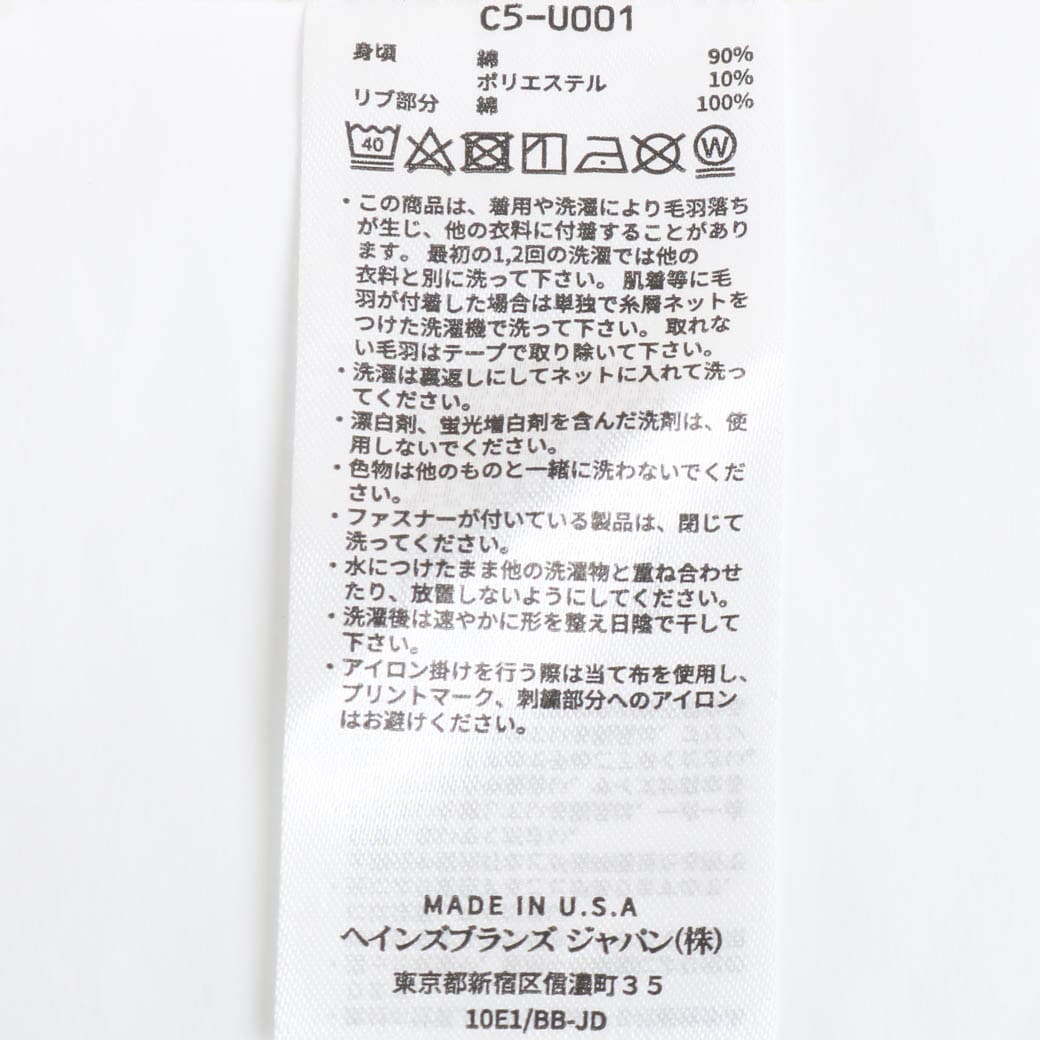 C5-U001
身頃 綿 90%
ポリエステル 10%
リブ部分 綿 100%
40 W
・この商品は、着用や洗濯により毛羽落ち
が生じ、他の衣料に付着することがあり
ます。 最初の1,2回の洗濯では他の
衣料と別に洗って下さい。 肌着等に毛
羽が付着した場合は単独で糸屑ネットを
つけた洗濯機で洗って下さい。 取れな
い毛羽はテープで取り除いて下さい。
・洗濯は裏返しにしてネットに入れて洗っ
てください。
・漂白剤、蛍光増白剤を含んだ洗剤は、使
用しないでください。
・色物は他のものと一緒に洗わないでくだ
さい。
・ファスナーが付いている製品は、閉じて
洗ってください。
・水につけたまま他の洗濯物と重ね合わせ
たり、放置しないようにしてください。
・洗濯後は速やかに形を整え日陰で干して
下さい。
・アイロン掛けを行う際は当て布を使用し、
プリントマーク、刺繍部分へのアイロン
はお避けください。
MADE IN U.S.A
ヘインズブランズ ジャパン(株)
東京都新宿区信濃町35
10E1/BB-JD